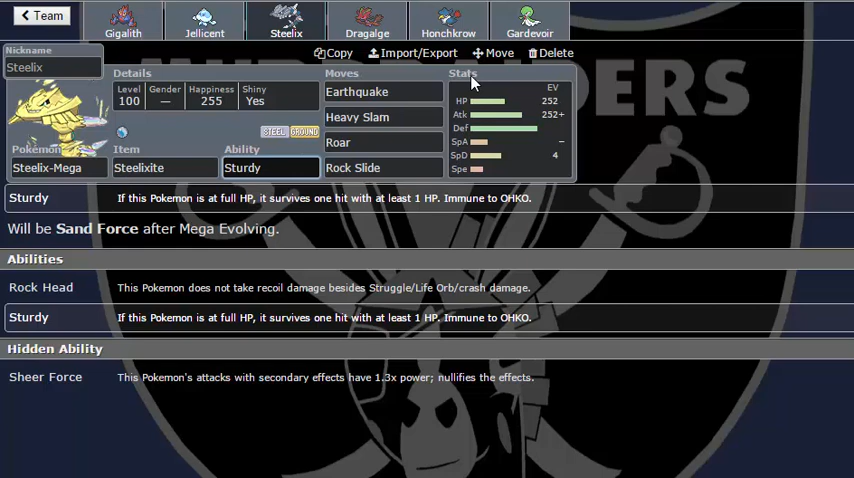 Team
Gigalith
Jellicent
Steelix
Dragalge
Honchkrow
Gardevoir
Copy Import/Export Move Delete
Nickname
Steelix
Details
Level Gender Happiness Shiny
100 — 255 Yes
STEEL GROUND
Pokémon Item Ability
Steelix-Mega Steelixite Sturdy
Moves
Earthquake
Heavy Slam
Roar
Rock Slide
Stats
EV
HP 252
Atk 252+
Def
SpA −
SpD 4
Spe
Sturdy If this Pokemon is at full HP, it survives one hit with at least 1 HP. Immune to OHKO.
Will be Sand Force after Mega Evolving.
Abilities
Rock Head This Pokemon does not take recoil damage besides Struggle/Life Orb/crash damage.
Sturdy If this Pokemon is at full HP, it survives one hit with at least 1 HP. Immune to OHKO.
Hidden Ability
Sheer Force This Pokemon's attacks with secondary effects have 1.3x power; nullifies the effects.